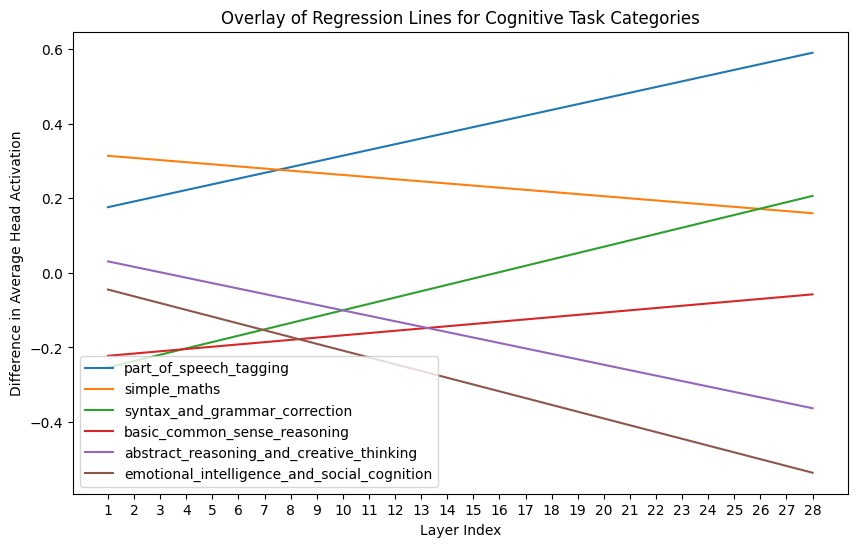 Overlay of Regression Lines for Cognitive Task Categories
Difference in Average Head Activation
0.6
0.4
0.2
0.0
−0.2
−0.4
part_of_speech_tagging
simple_maths
syntax_and_grammar_correction
basic_common_sense_reasoning
abstract_reasoning_and_creative_thinking
emotional_intelligence_and_social_cognition
1 2 3 4 5 6 7 8 9 10 11 12 13 14 15 16 17 18 19 20 21 22 23 24 25 26 27 28
Layer Index